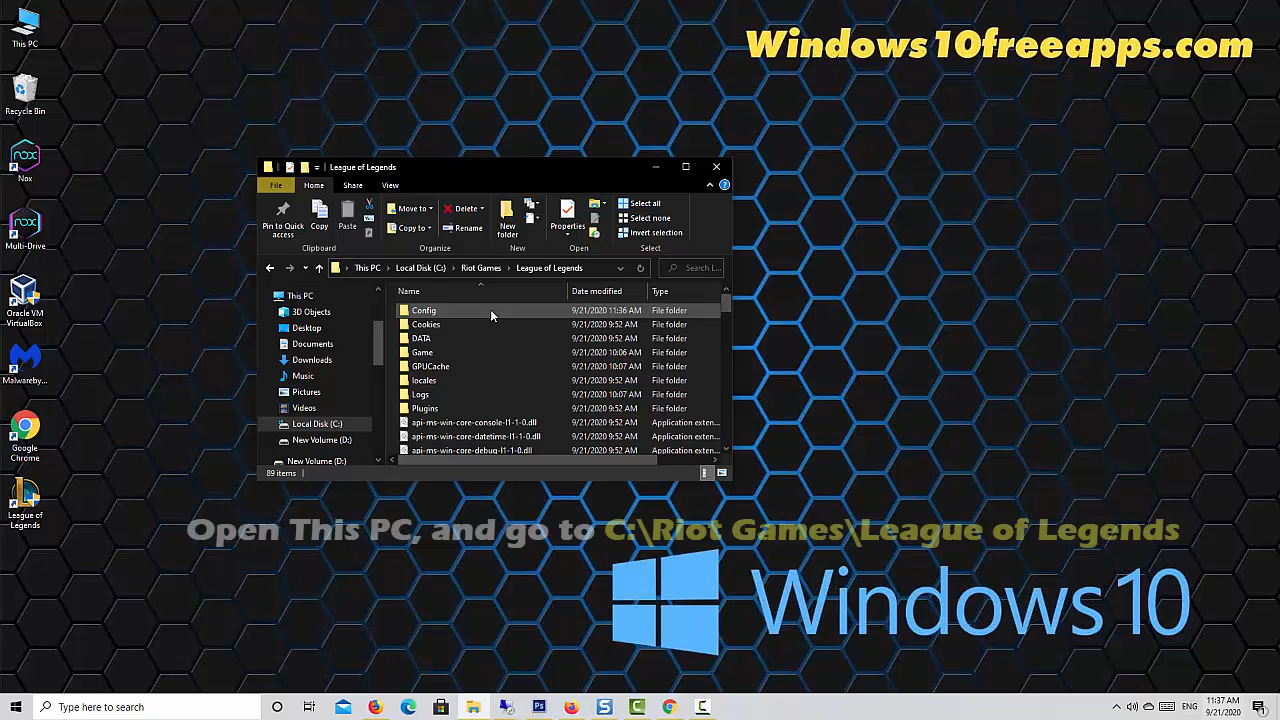 This PC
Windows10freeapps.com
Recycle Bin
Nox
Multi-Drive
Oracle VM
VirtualBox
Malwareby...
Google
Chrome
League of
Legends
League of Legends
File Home Share View
Pin to Quick
access
Copy
Paste
Clipboard
Move to
Copy to
Delete
Rename
Organize
New
folder
New
Properties
Open
Select all
Select none
Invert selection
Select
This PC Local Disk (C:) Riot Games League of Legends
Search L...
This PC
3D Objects
Desktop
Documents
Downloads
Music
Pictures
Videos
Local Disk (C:)
New Volume (D:)
New Volume (D:)
Name Date modified Type
Config 9/21/2020 11:36 AM File folder
Cookies 9/21/2020 9:52 AM File folder
DATA 9/21/2020 9:52 AM File folder
Game 9/21/2020 10:06 AM File folder
GPUCache 9/21/2020 10:07 AM File folder
locales 9/21/2020 9:52 AM File folder
Logs 9/21/2020 10:07 AM File folder
Plugins 9/21/2020 9:52 AM File folder
api-ms-win-core-console-l1-1-0.dll 9/21/2020 9:52 AM Application exten...
api-ms-win-core-datetime-l1-1-0.dll 9/21/2020 9:52 AM Application exten...
api-ms-win-core-debug-l1-1-0.dll 9/21/2020 9:52 AM Application exten...
89 items
Open This PC, and go to C:\Riot Games\League of Legends
Windows 10
Type here to search
11:37 AM
9/21/2020